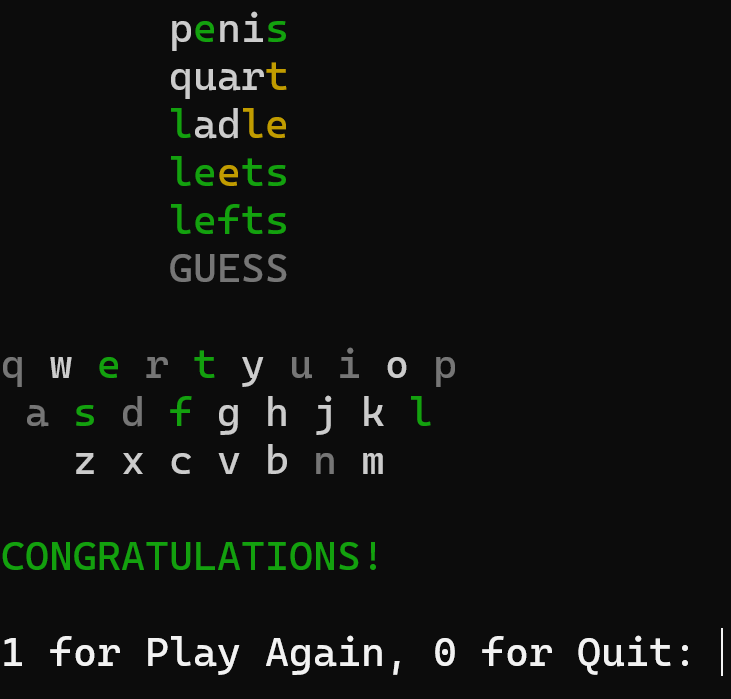 penis
quart
ladle
leets
lefts
GUESS
q w e r t y u i o p
a s d f g h j k l
z x c v b n m
CONGRATULATIONS!
1 for Play Again, 0 for Quit: